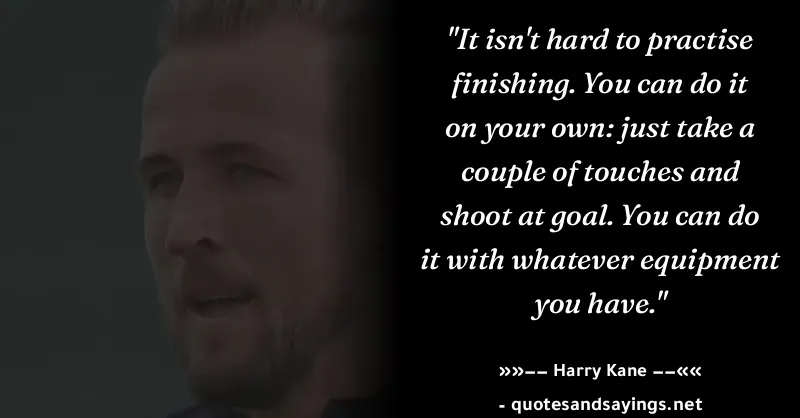 "It isn't hard to practise
finishing. You can do it
on your own: just take a
couple of touches and
shoot at goal. You can do
it with whatever equipment
you have."
»»−− Harry Kane −−««
- quotesandsayings.net